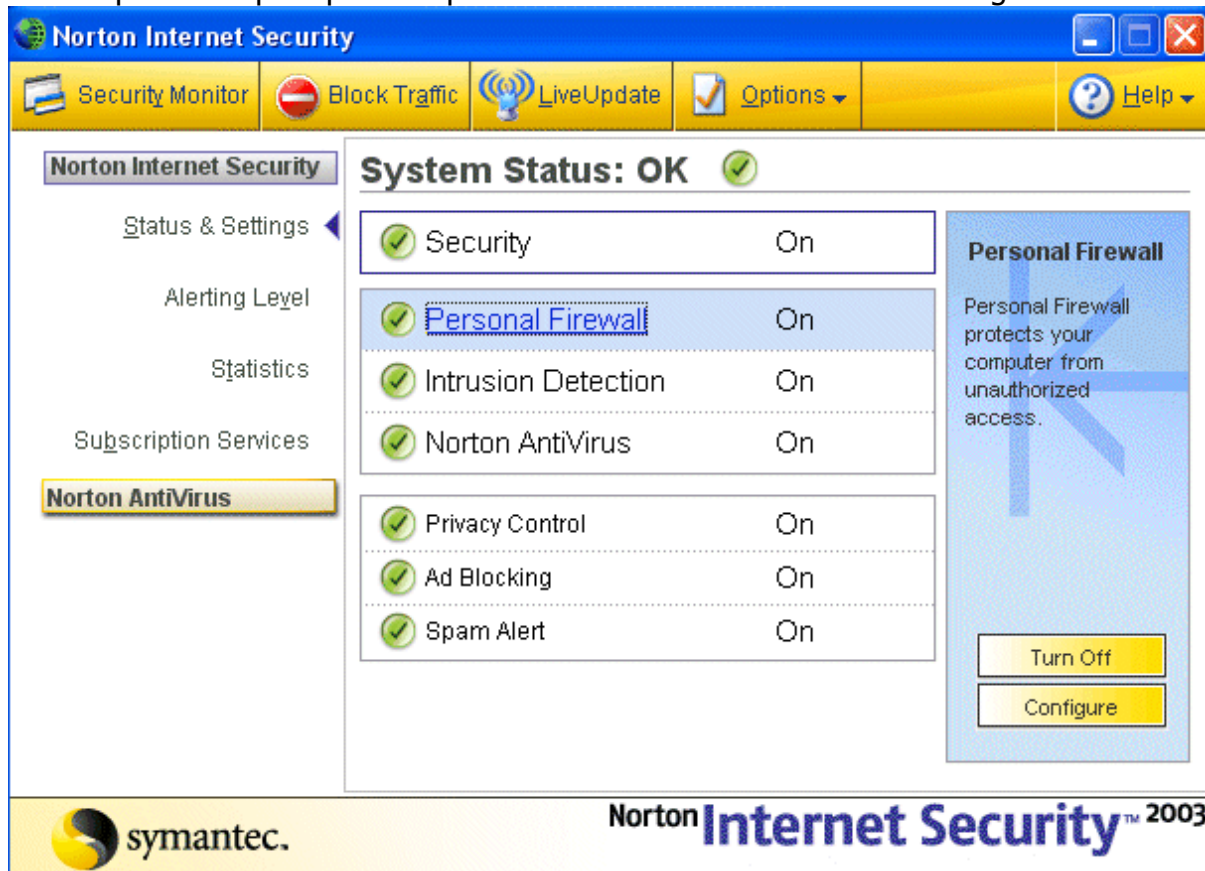 Norton Internet Security
Security Monitor
Block Traffic
LiveUpdate
Options
Help
Norton Internet Security
Status & Settings
Alerting Level
Statistics
Subscription Services
Norton AntiVirus
System Status: OK
Security On
Personal Firewall On
Intrusion Detection On
Norton AntiVirus On
Privacy Control On
Ad Blocking On
Spam Alert On
Personal Firewall
Personal Firewall
protects your
computer from
unauthorized
access.
Turn Off
Configure
symantec.
Norton Internet Security™ 2003